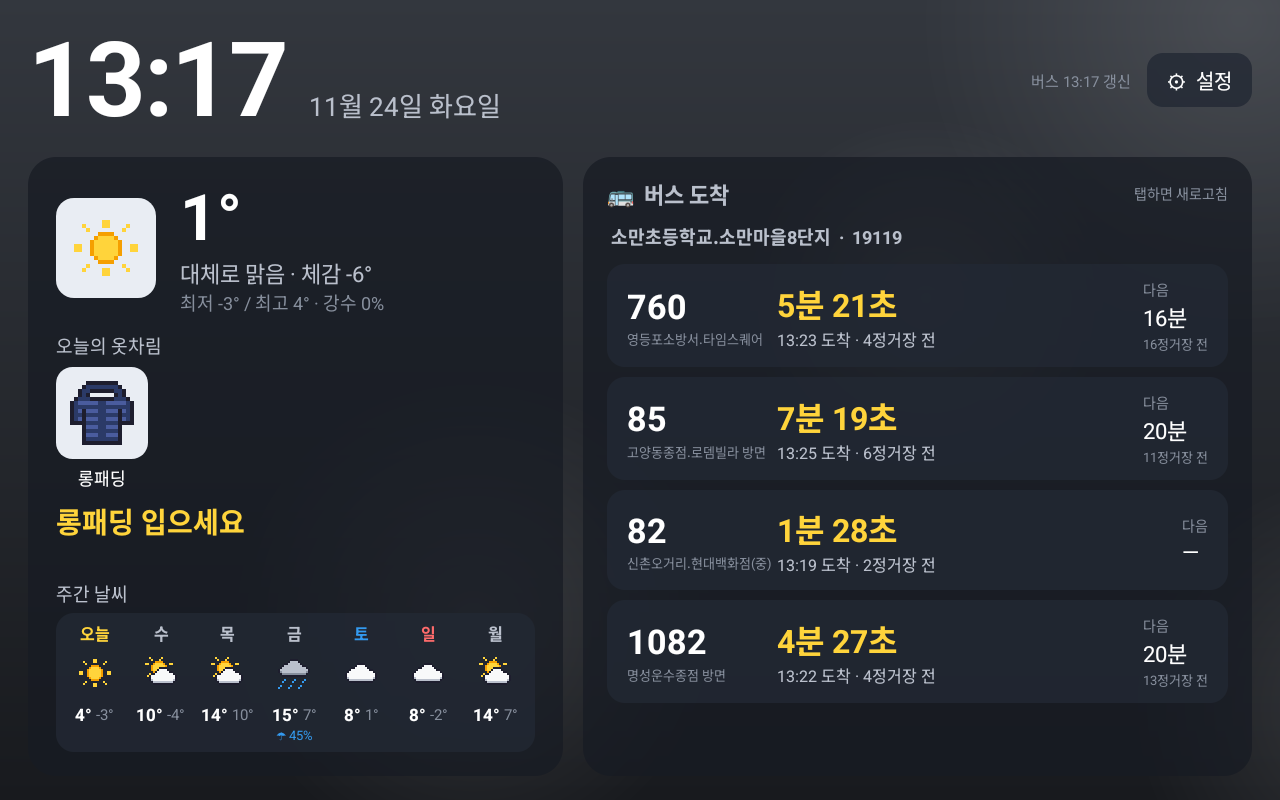 13:17
11월 24일 화요일
버스 13:17 갱신
설정
1°
대체로 맑음 · 체감 -6°
최저 -3° / 최고 4° · 강수 0%
오늘의 옷차림
롱패딩
롱패딩 입으세요
주간 날씨
오늘 수 목 금 토 일 월
4° -3° 10° -4° 14° 10° 15° 7° 8° 1° 8° -2° 14° 7°
☂ 45%
버스 도착
탭하면 새로고침
소만초등학교.소만마을8단지 · 19119
760
영등포소방서.타임스퀘어
5분 21초
13:23 도착 · 4정거장 전
다음
16분
16정거장 전
85
고양동종점.로뎀빌라 방면
7분 19초
13:25 도착 · 6정거장 전
다음
20분
11정거장 전
82
신촌오거리.현대백화점(중)
1분 28초
13:19 도착 · 2정거장 전
다음
—
1082
명성운수종점 방면
4분 27초
13:22 도착 · 4정거장 전
다음
20분
13정거장 전